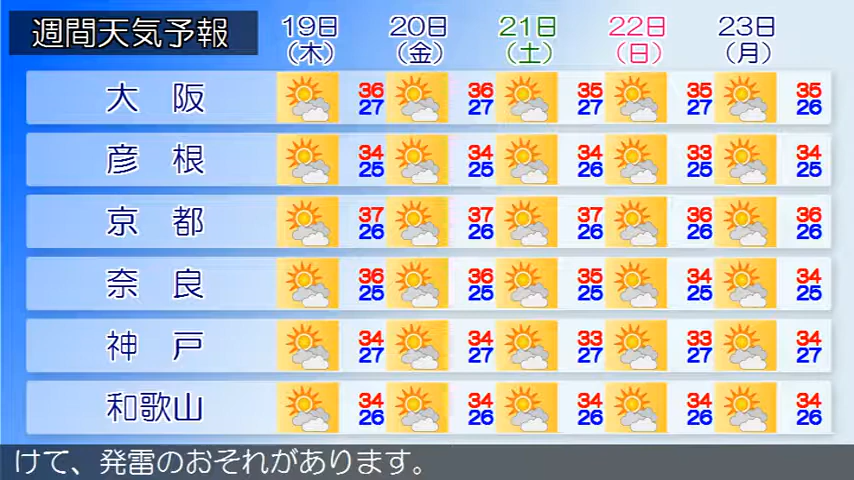 週間天気予報 19日 20日 21日 22日 23日
(木) (金) (土) (日) (月)
大阪 36 36 35 35 35
27 27 27 27 26
彦根 34 34 34 33 34
25 25 26 25 25
京都 37 37 37 36 36
26 26 26 26 26
奈良 36 36 35 34 34
25 25 25 25 25
神戸 34 34 33 33 34
27 27 27 27 27
和歌山 34 34 34 34 34
26 26 26 26 26
けて、発雷のおそれがあります。